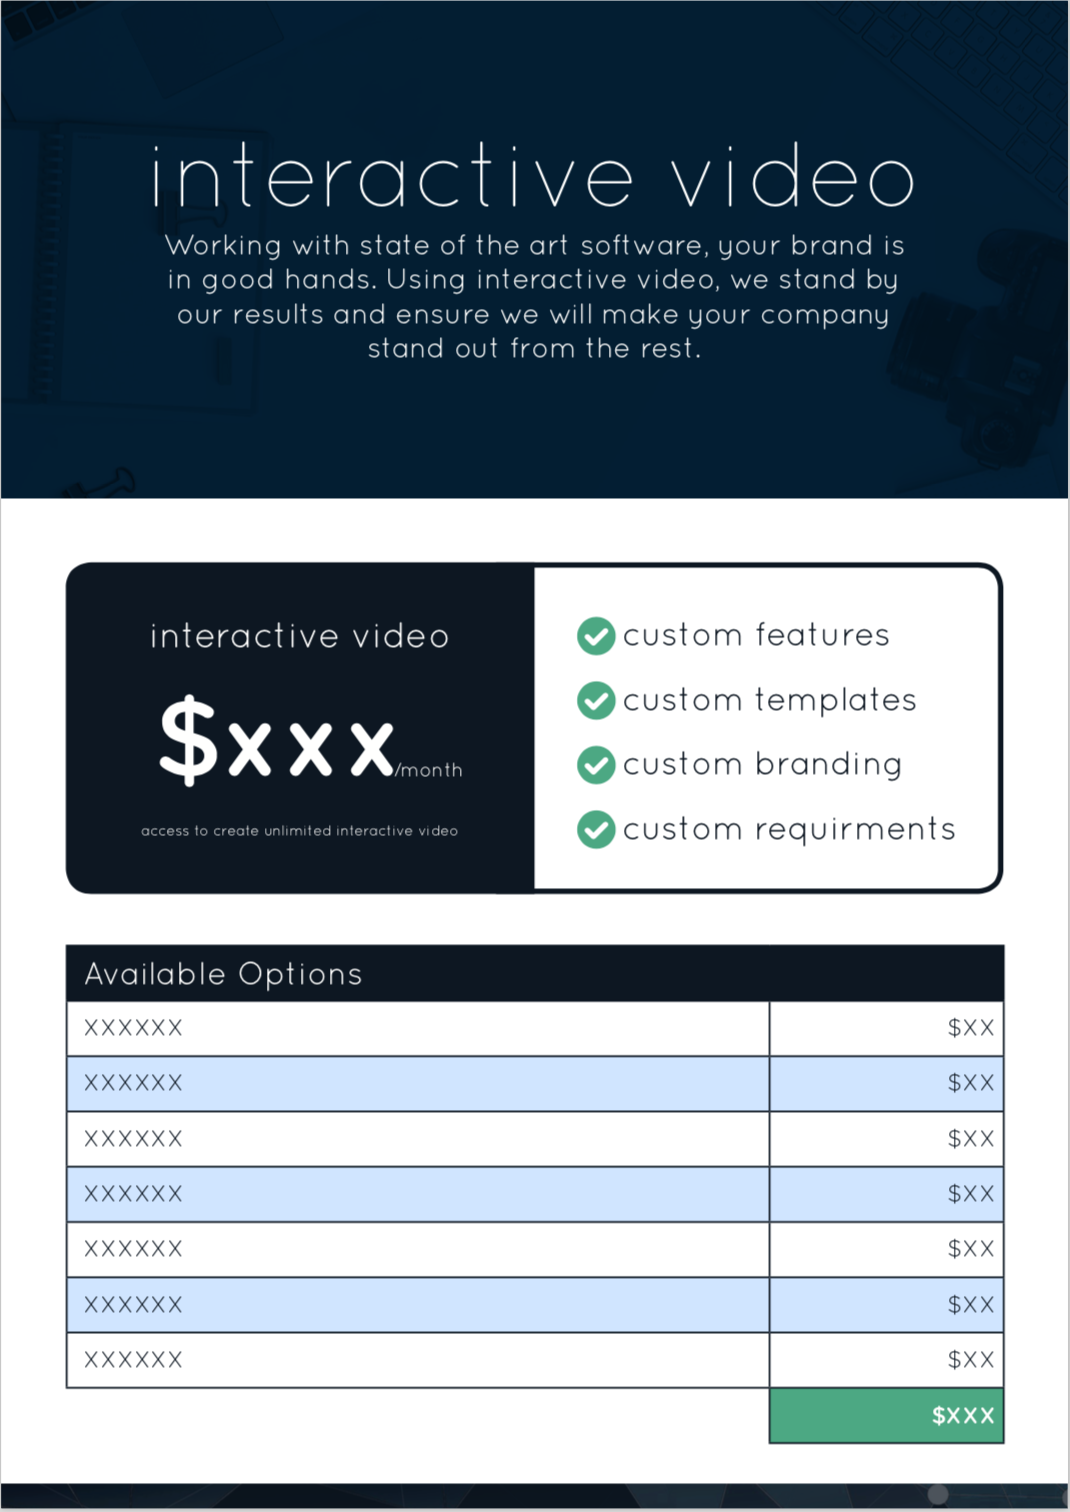 interactive video
Working with state of the art software, your brand is
in good hands. Using interactive video, we stand by
our results and ensure we will make your company
stand out from the rest.
interactive video
$xxx/month
access to create unlimited interactive video
custom features
custom templates
custom branding
custom requirments
Available Options
XXXXXX $XX
XXXXXX $XX
XXXXXX $XX
XXXXXX $XX
XXXXXX $XX
XXXXXX $XX
XXXXXX $XX
$XXX